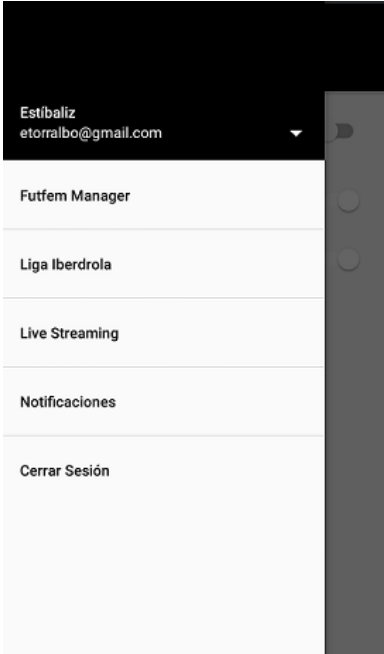 Estíbaliz
etorralbo@gmail.com
Futfem Manager
Liga Iberdrola
Live Streaming
Notificaciones
Cerrar Sesión